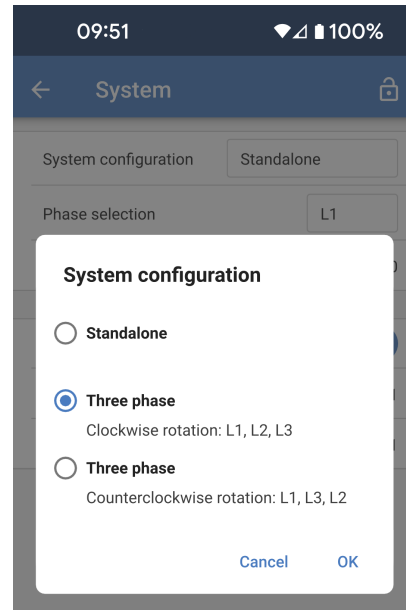 09:51 100%
System
System configuration Standalone
Phase selection L1
System configuration
Standalone
Three phase
Clockwise rotation: L1, L2, L3
Three phase
Counterclockwise rotation: L1, L3, L2
Cancel OK